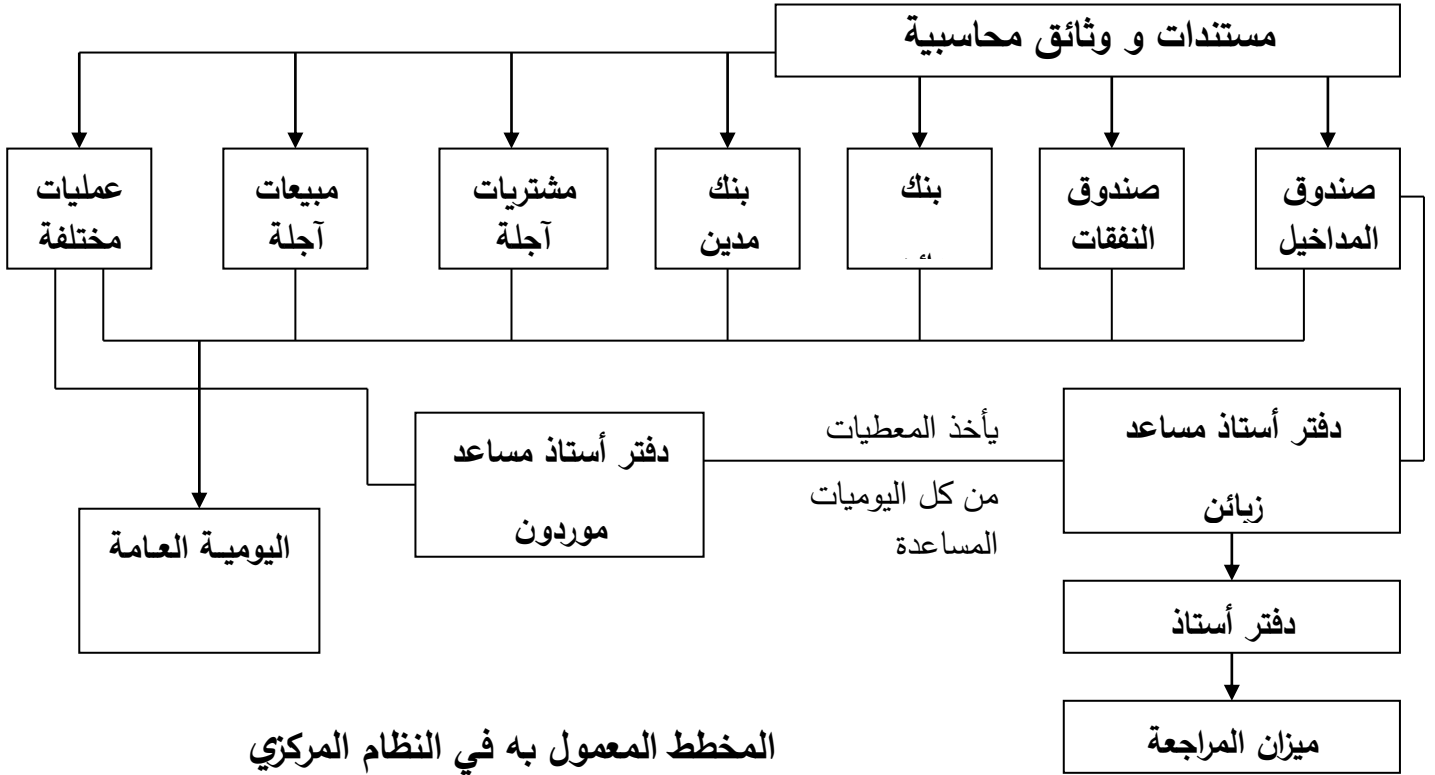 مستندات و وثائق محاسبية
صندوق
المداخيل
صندوق
النفقات
بنك
بنك
مدين
مشتريات
آجلة
مبيعات
آجلة
عمليات
مختلفة
دفتر أستاذ مساعد
زبائن
يأخذ المعطيات
من كل اليوميات
المساعدة
دفتر أستاذ مساعد
موردون
اليوميـة العـامة
دفتر أستاذ
ميزان المراجعة
المخطط المعمول به في النظام المركزي